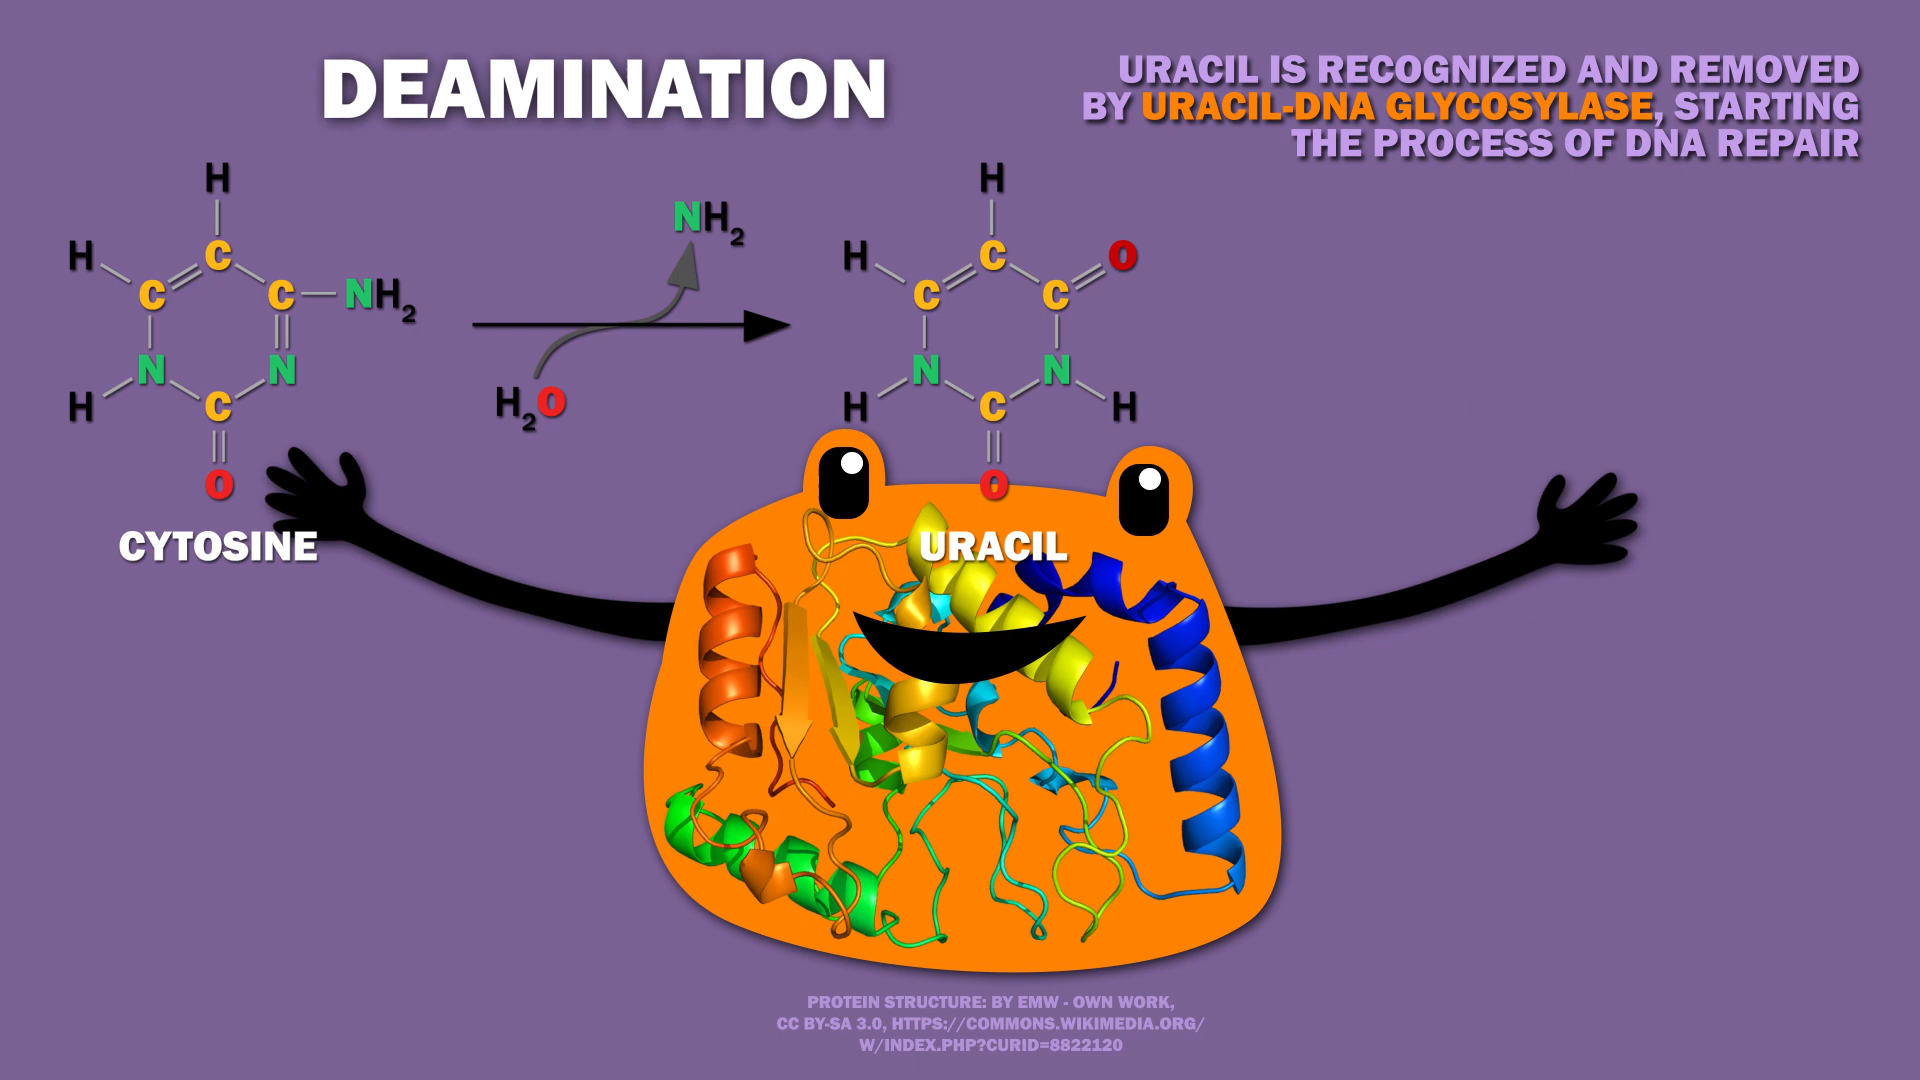 DEAMINATION
URACIL IS RECOGNIZED AND REMOVED
BY URACIL-DNA GLYCOSYLASE, STARTING
THE PROCESS OF DNA REPAIR
H
H
C
C
C
NH2
N
N
H
C
O
CYTOSINE
NH2
H2O
H
H
C
O
C
C
N
N
H
C
H
O
URACIL
PROTEIN STRUCTURE: BY EMW - OWN WORK,
CC BY-SA 3.0, HTTPS://COMMONS.WIKIMEDIA.ORG/
W/INDEX.PHP?CURID=8822120